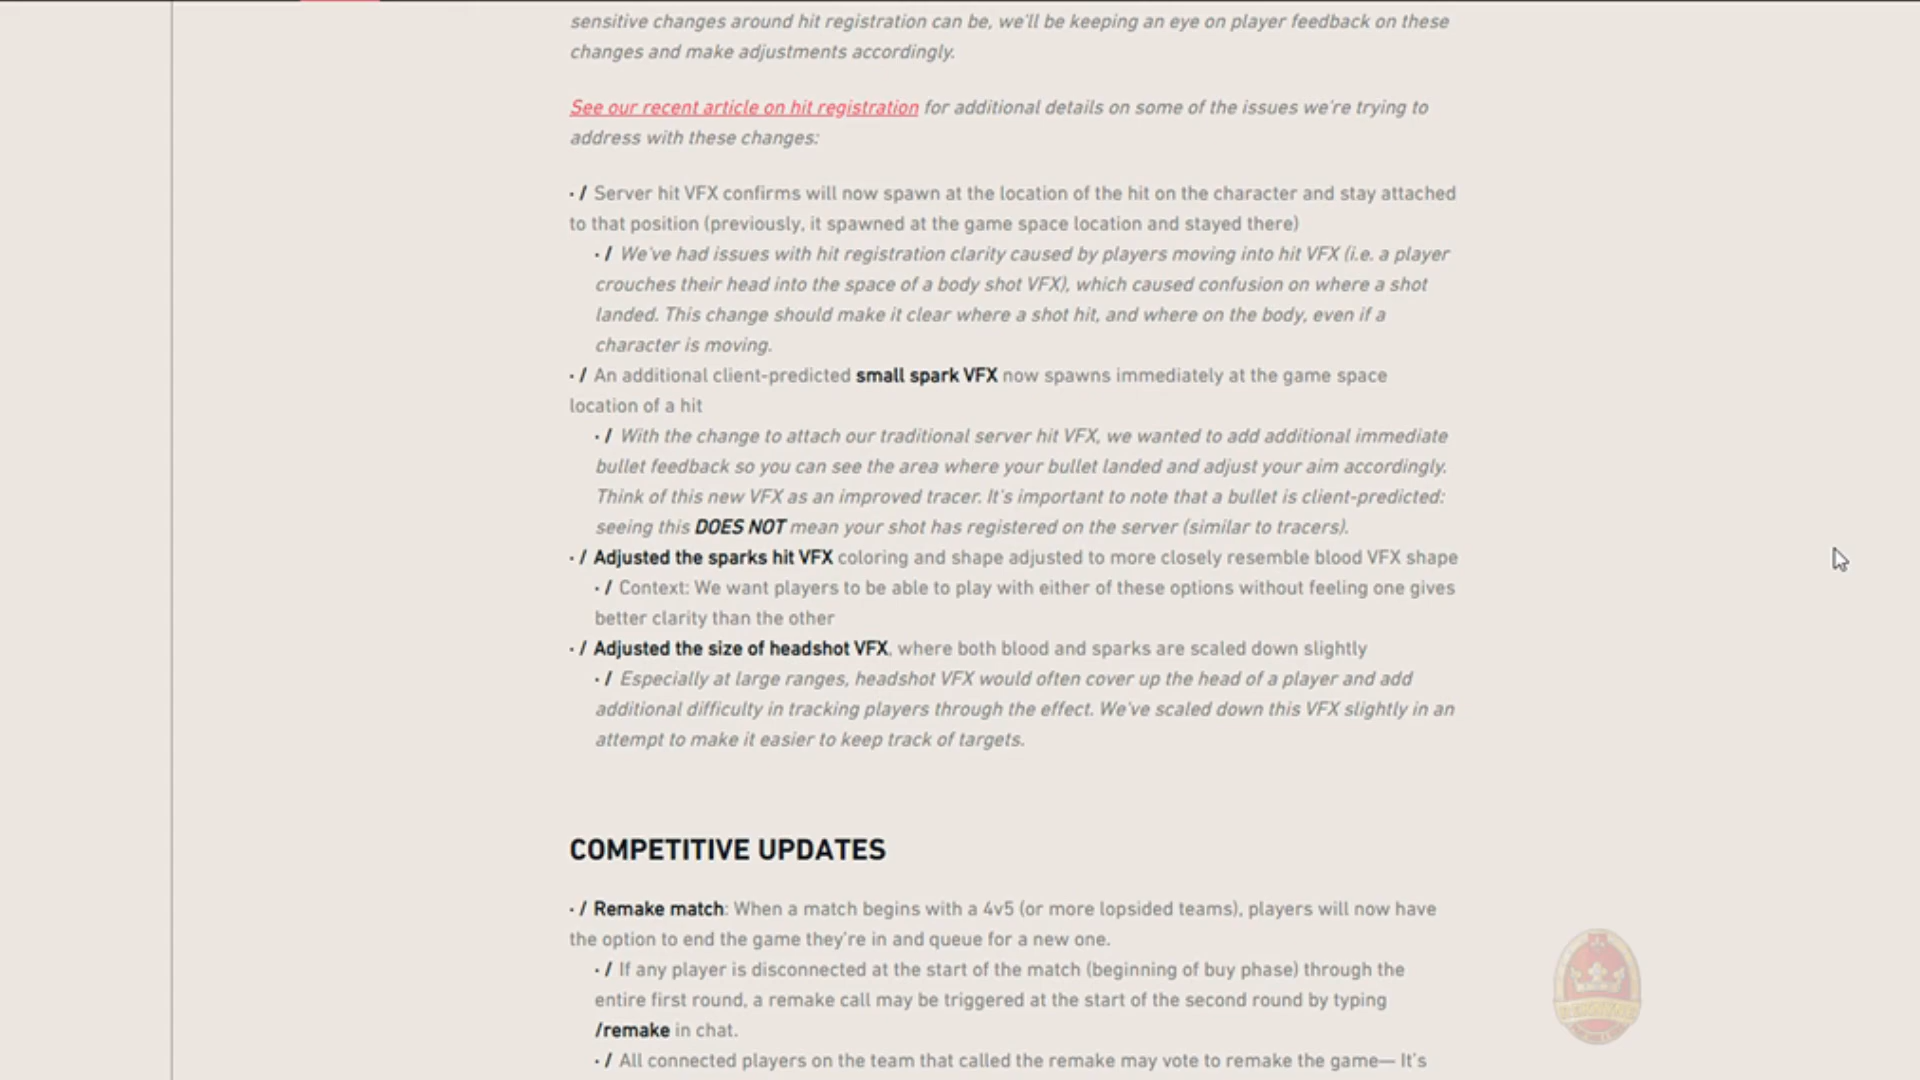 sensitive changes around hit registration can be, we'll be keeping an eye on player feedback on these
changes and make adjustments accordingly.
See our recent article on hit registration for additional details on some of the issues we're trying to
address with these changes:
· / Server hit VFX confirms will now spawn at the location of the hit on the character and stay attached
to that position (previously, it spawned at the game space location and stayed there)
· / We've had issues with hit registration clarity caused by players moving into hit VFX (i.e. a player
crouches their head into the space of a body shot VFX), which caused confusion on where a shot
landed. This change should make it clear where a shot hit, and where on the body, even if a
character is moving.
· / An additional client-predicted small spark VFX now spawns immediately at the game space
location of a hit
· / With the change to attach our traditional server hit VFX, we wanted to add additional immediate
bullet feedback so you can see the area where your bullet landed and adjust your aim accordingly.
Think of this new VFX as an improved tracer. It's important to note that a bullet is client-predicted:
seeing this DOES NOT mean your shot has registered on the server (similar to tracers).
· / Adjusted the sparks hit VFX coloring and shape adjusted to more closely resemble blood VFX shape
· / Context: We want players to be able to play with either of these options without feeling one gives
better clarity than the other
· / Adjusted the size of headshot VFX, where both blood and sparks are scaled down slightly
· / Especially at large ranges, headshot VFX would often cover up the head of a player and add
additional difficulty in tracking players through the effect. We've scaled down this VFX slightly in an
attempt to make it easier to keep track of targets.
COMPETITIVE UPDATES
· / Remake match: When a match begins with a 4v5 (or more lopsided teams), players will now have
the option to end the game they're in and queue for a new one.
· / If any player is disconnected at the start of the match (beginning of buy phase) through the
entire first round, a remake call may be triggered at the start of the second round by typing
/remake in chat.
· / All connected players on the team that called the remake may vote to remake the game— It's